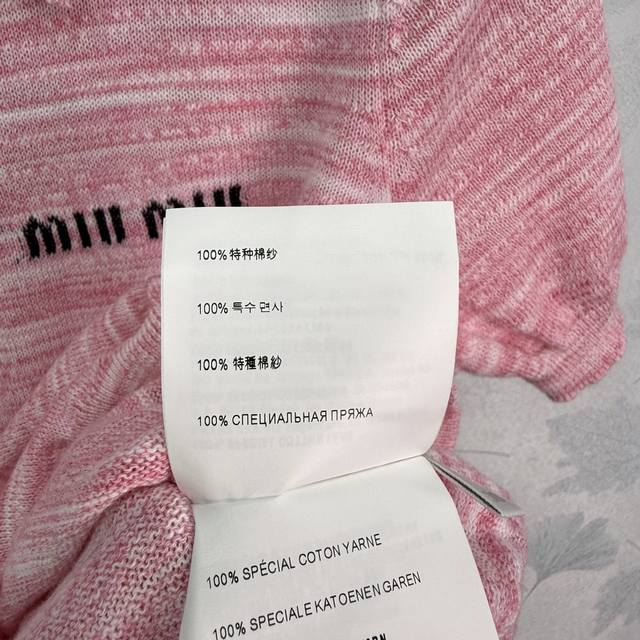 miu miu
100% 特种棉纱
100% 특수 면사
100% 特種棉紗
100% СПЕЦИАЛЬНАЯ ПРЯЖА
100% SPÉCIAL COTON YARNE
100% SPECIALE KATOENEN GAREN